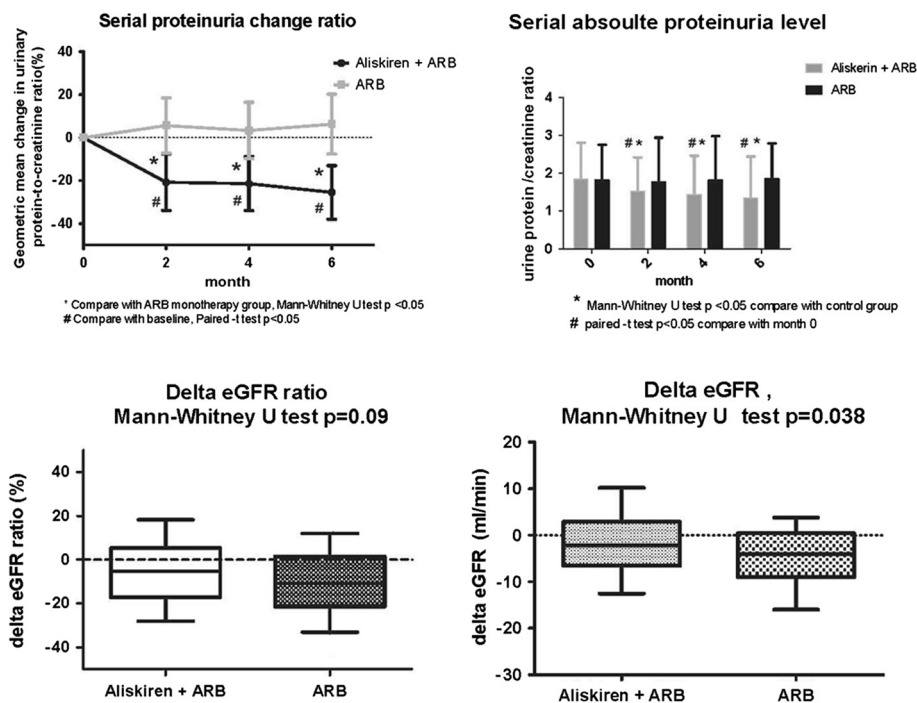 Serial proteinuria change ratio
Geometric mean change in urinary
protein-to-creatinine ratio(%)
40
20
0
-20
-40
Aliskiren + ARB
ARB
*
*
*
#
#
#
0
2
4
6
month
* Compare with ARB monotherapy group, Mann-Whitney U test p <0.05
# Compare with baseline, Paired -t test p<0.05
Serial absoulte proteinuria level
urine protein /creatinine ratio
4
3
2
1
0
Aliskerin + ARB
ARB
#*
#*
#*
0
2
4
6
month
* Mann-Whitney U test p <0.05 compare with control group
# paired -t test p<0.05 compare with month 0
Delta eGFR ratio
Mann-Whitney U test p=0.09
delta eGFR ratio (%)
40
20
0
-20
-40
Aliskiren + ARB
ARB
Delta eGFR ,
Mann-Whitney U test p=0.038
delta eGFR (ml/min)
20
10
0
-10
-20
-30
Aliskiren + ARB
ARB